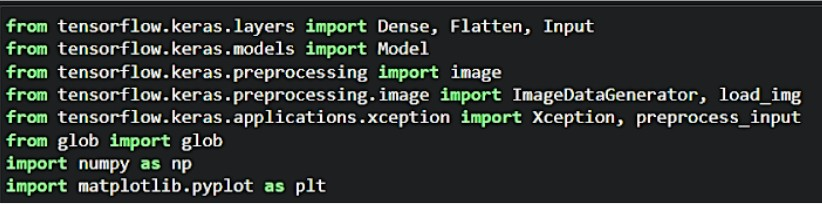 from tensorflow.keras.layers import Dense, Flatten, Input
from tensorflow.keras.models import Model
from tensorflow.keras.preprocessing import image
from tensorflow.keras.preprocessing.image import ImageDataGenerator, load_img
from tensorflow.keras.applications.xception import Xception, preprocess_input
from glob import glob
import numpy as np
import matplotlib.pyplot as plt